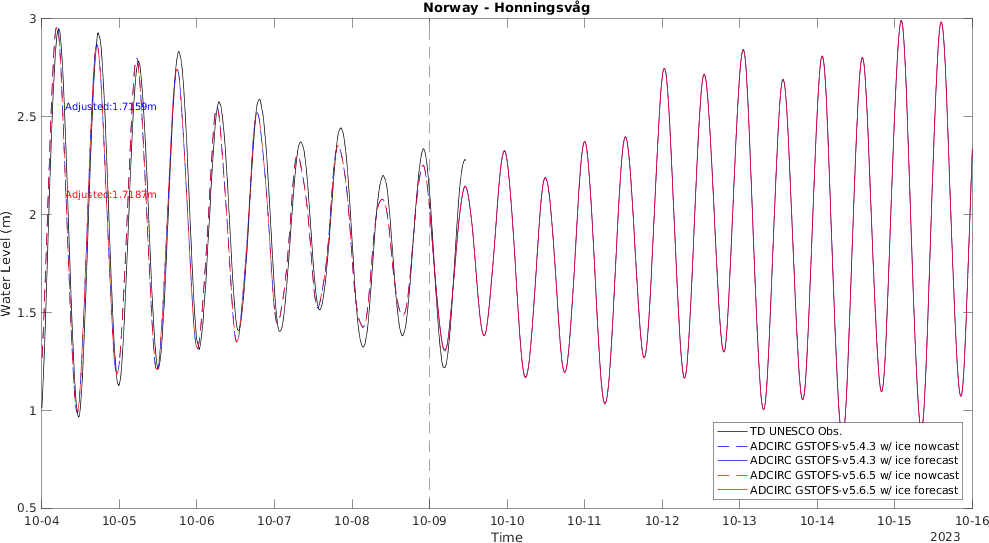 Norway - Honningsvåg
3
2.5
2
1.5
1
0.5
Water Level (m)
Adjusted:1.7159m
Adjusted:1.7187m
TD UNESCO Obs.
ADCIRC GSTOFS-v5.4.3 w/ ice nowcast
ADCIRC GSTOFS-v5.4.3 w/ ice forecast
ADCIRC GSTOFS-v5.6.5 w/ ice nowcast
ADCIRC GSTOFS-v5.6.5 w/ ice forecast
10-04 10-05 10-06 10-07 10-08 10-09 10-10 10-11 10-12 10-13 10-14 10-15 10-16
Time
2023